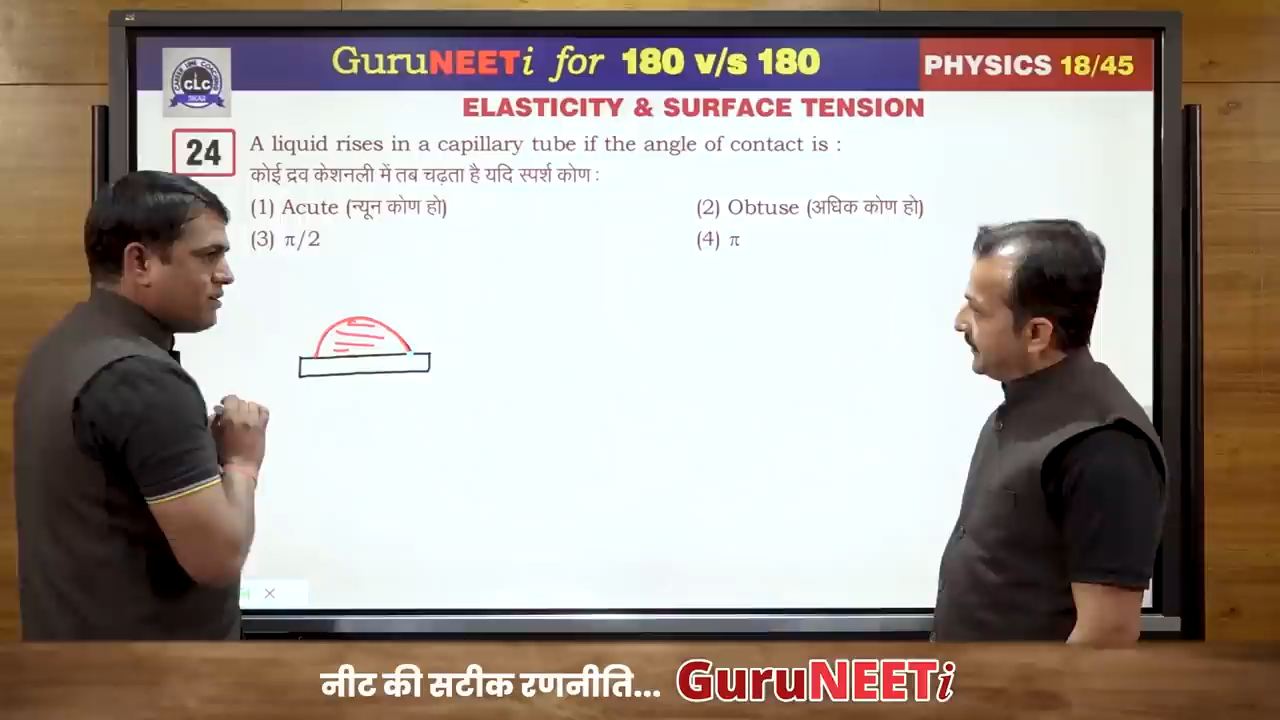 GuruNEETi for 180 v/s 180
PHYSICS 18/45
CLC
ELASTICITY & SURFACE TENSION
24
A liquid rises in a capillary tube if the angle of contact is :
कोई द्रव केशनली में तब चढ़ता है यदि स्पर्श कोण :
(1) Acute (न्यून कोण हो)
(2) Obtuse (अधिक कोण हो)
(3) π/2
(4) π
नीट की सटीक रणनीति... GuruNEETi